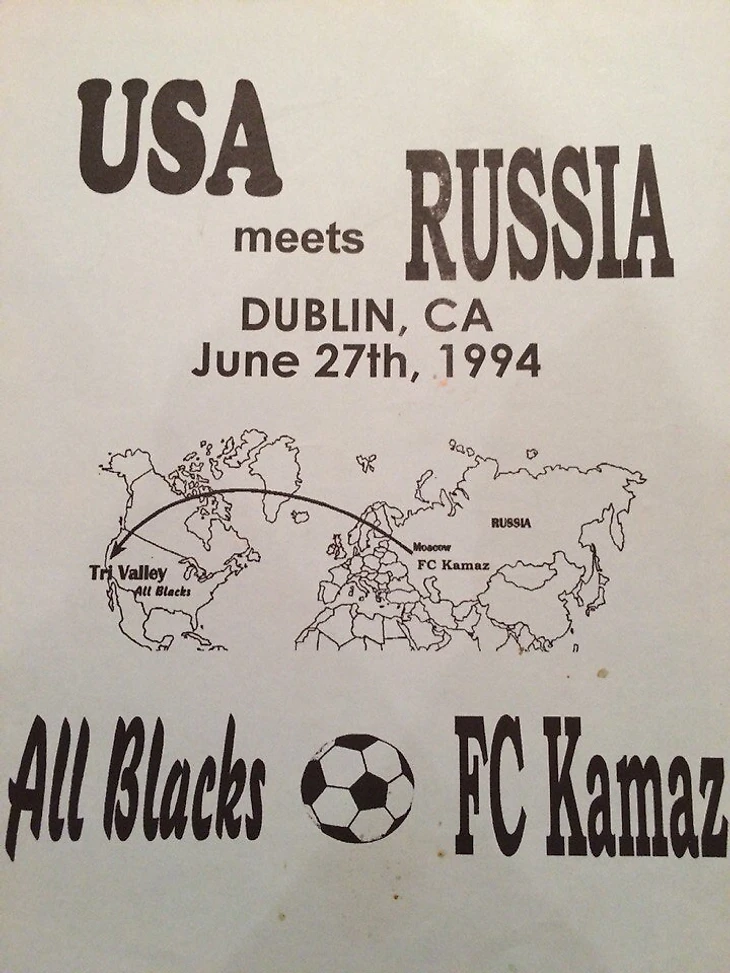 USA
meets RUSSIA
DUBLIN, CA
June 27th, 1994
RUSSIA
Moscow
FC Kamaz
Tri Valley
All Blacks
All Blacks FC Kamaz